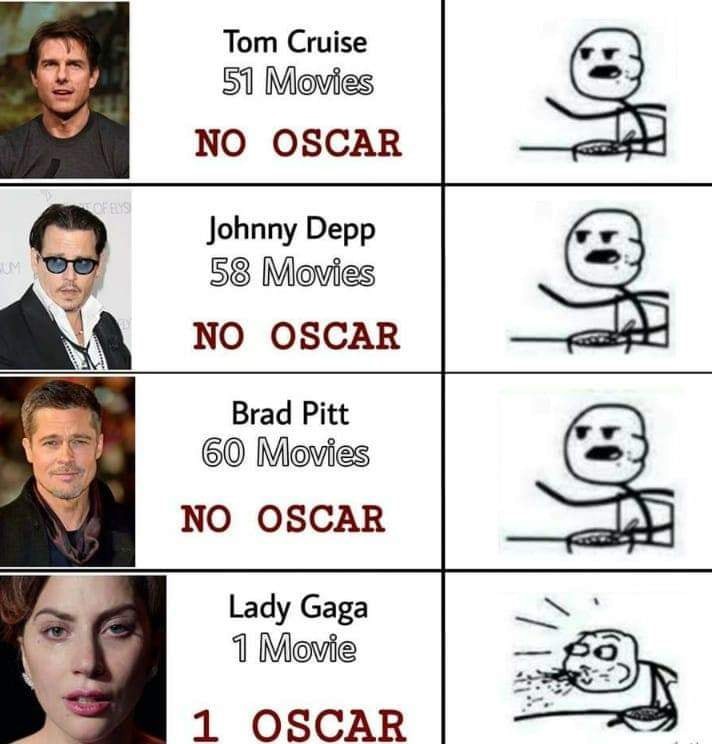 Tom Cruise
51 Movies
NO OSCAR
Johnny Depp
58 Movies
NO OSCAR
Brad Pitt
60 Movies
NO OSCAR
Lady Gaga
1 Movie
1 OSCAR